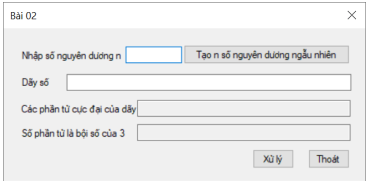 Bài 02
Nhập số nguyên dương n Tạo n số nguyên dương ngẫu nhiên
Dãy số
Các phần tử cực đại của dãy
Số phần tử là bội số của 3
Xử lý Thoát